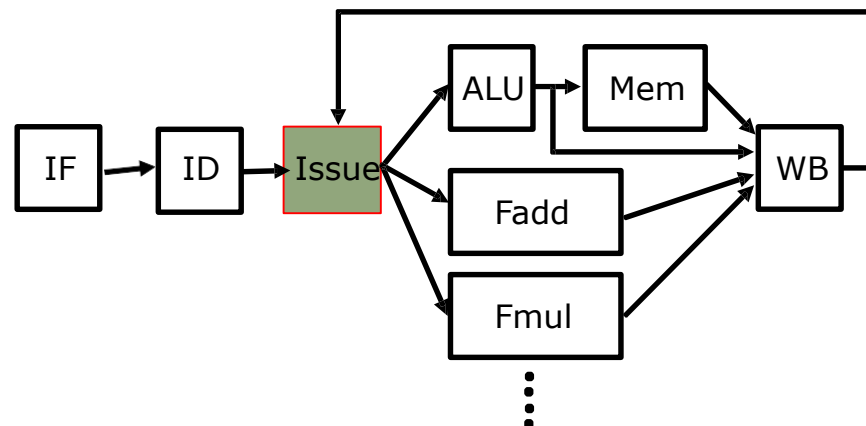 ALU
Mem
IF
ID
Issue
WB
Fadd
Fmul